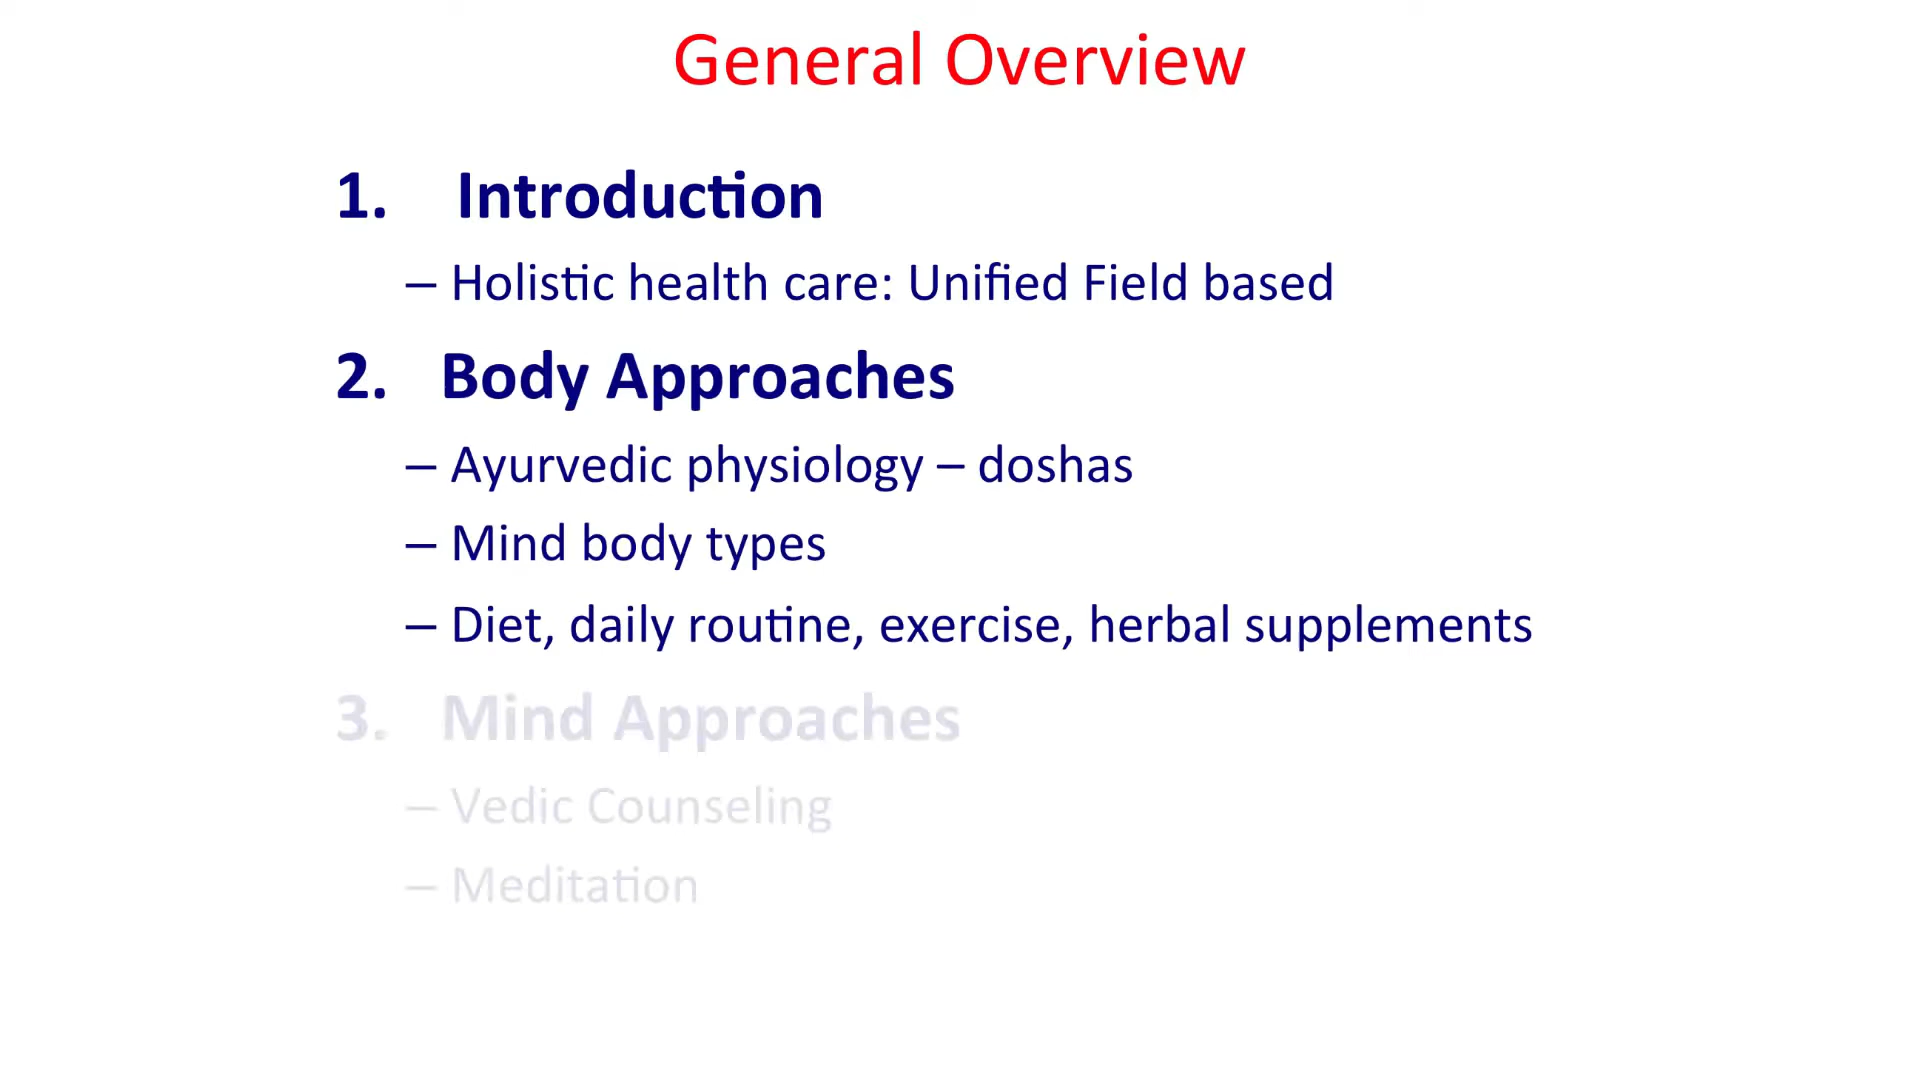 General Overview
1. Introduction
– Holistic health care: Unified Field based
2. Body Approaches
– Ayurvedic physiology – doshas
– Mind body types
– Diet, daily routine, exercise, herbal supplements
3. Mind Approaches
– Vedic Counseling
– Meditation